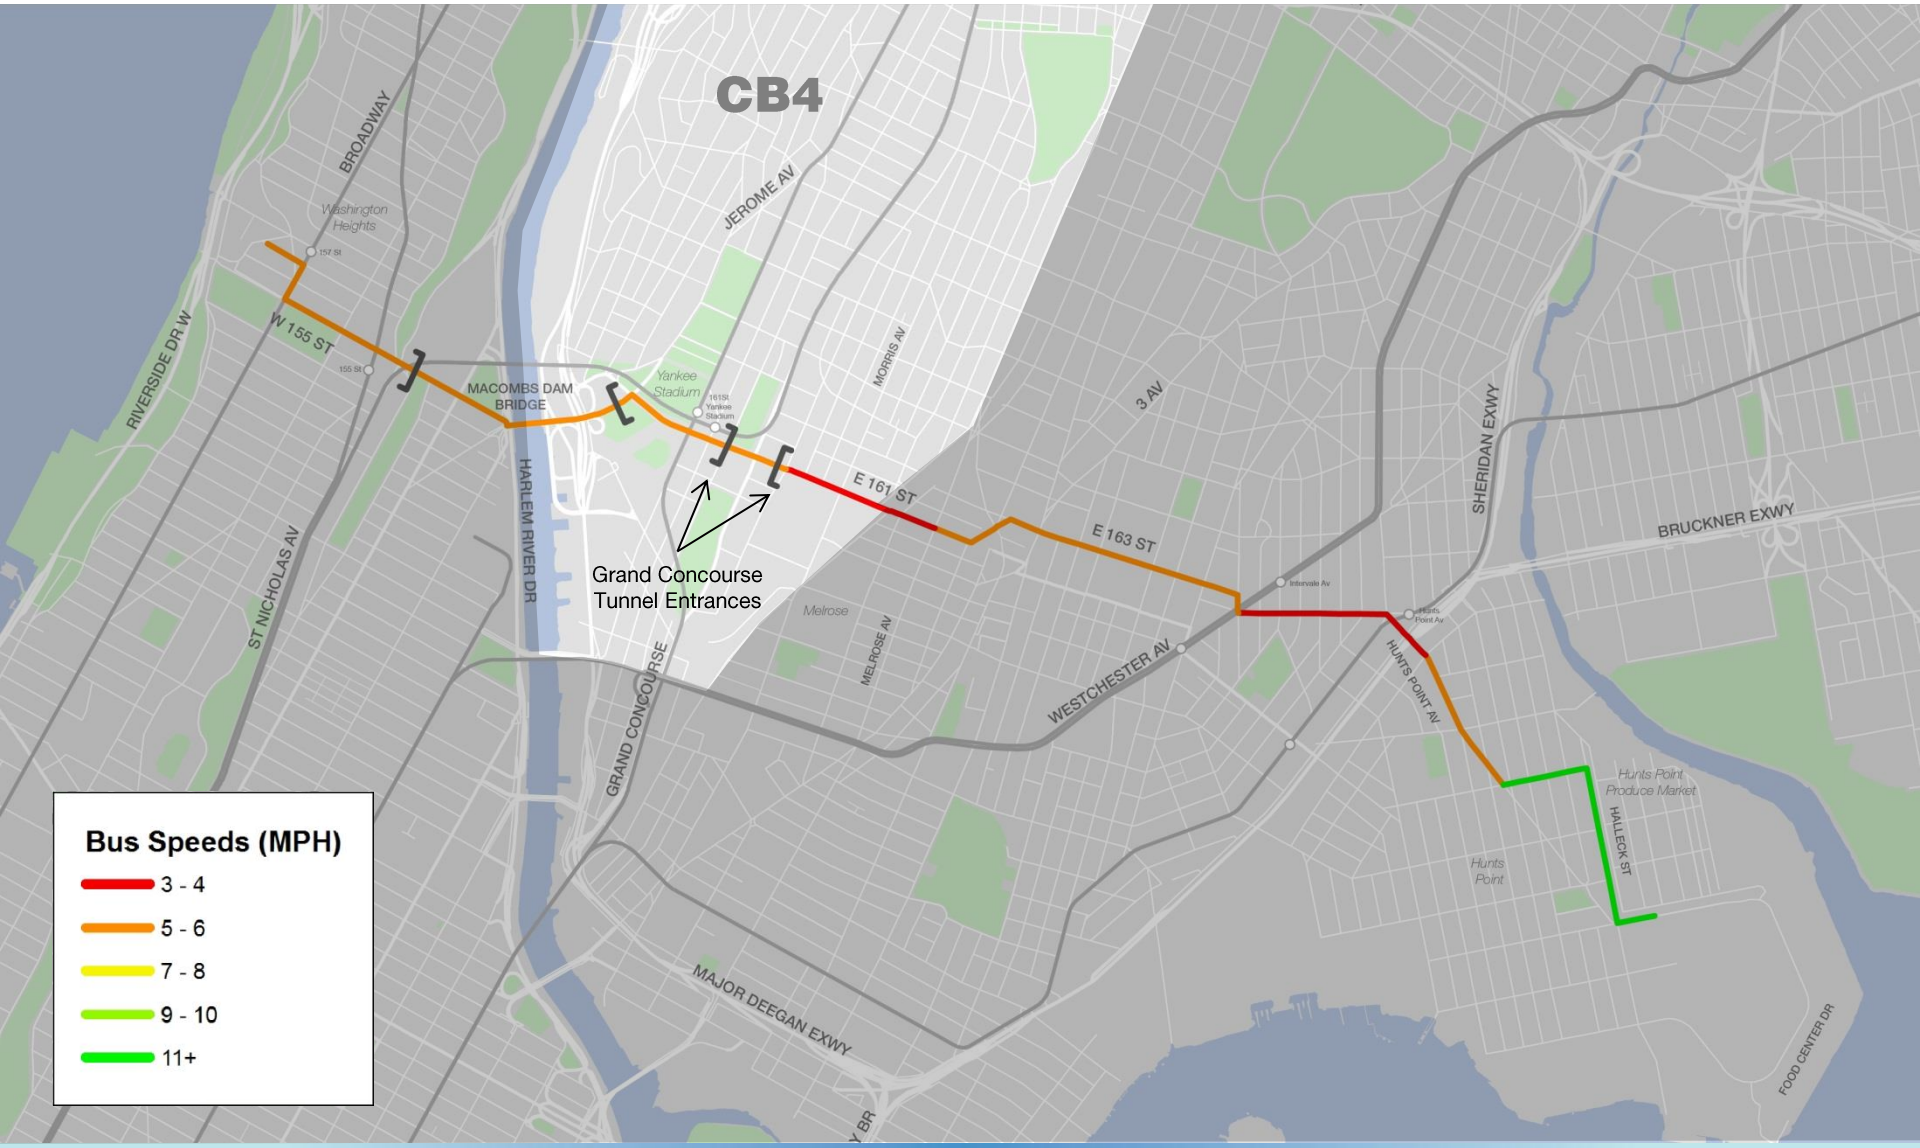 CB4
BROADWAY
JEROME AV
Washington
Heights
157 St
W 155 ST
RIVERSIDE DR W
155 St
MACOMBS DAM
BRIDGE
Yankee
Stadium
161St
Yankee
Stadium
MORRIS AV
3 AV
SHERIDAN EXWY
E 161 ST
HARLEM RIVER DR
E 163 ST
BRUCKNER EXWY
ST NICHOLAS AV
Grand Concourse
Tunnel Entrances
Intervale Av
Melrose
Hunts
Point Av
MELROSE AV
GRAND CONCOURSE
WESTCHESTER AV
HUNTS POINT AV
Hunts Point
Produce Market
HALLECK ST
Hunts
Point
MAJOR DEEGAN EXWY
FOOD CENTER DR
Y BR
Bus Speeds (MPH)
3 - 4
5 - 6
7 - 8
9 - 10
11+